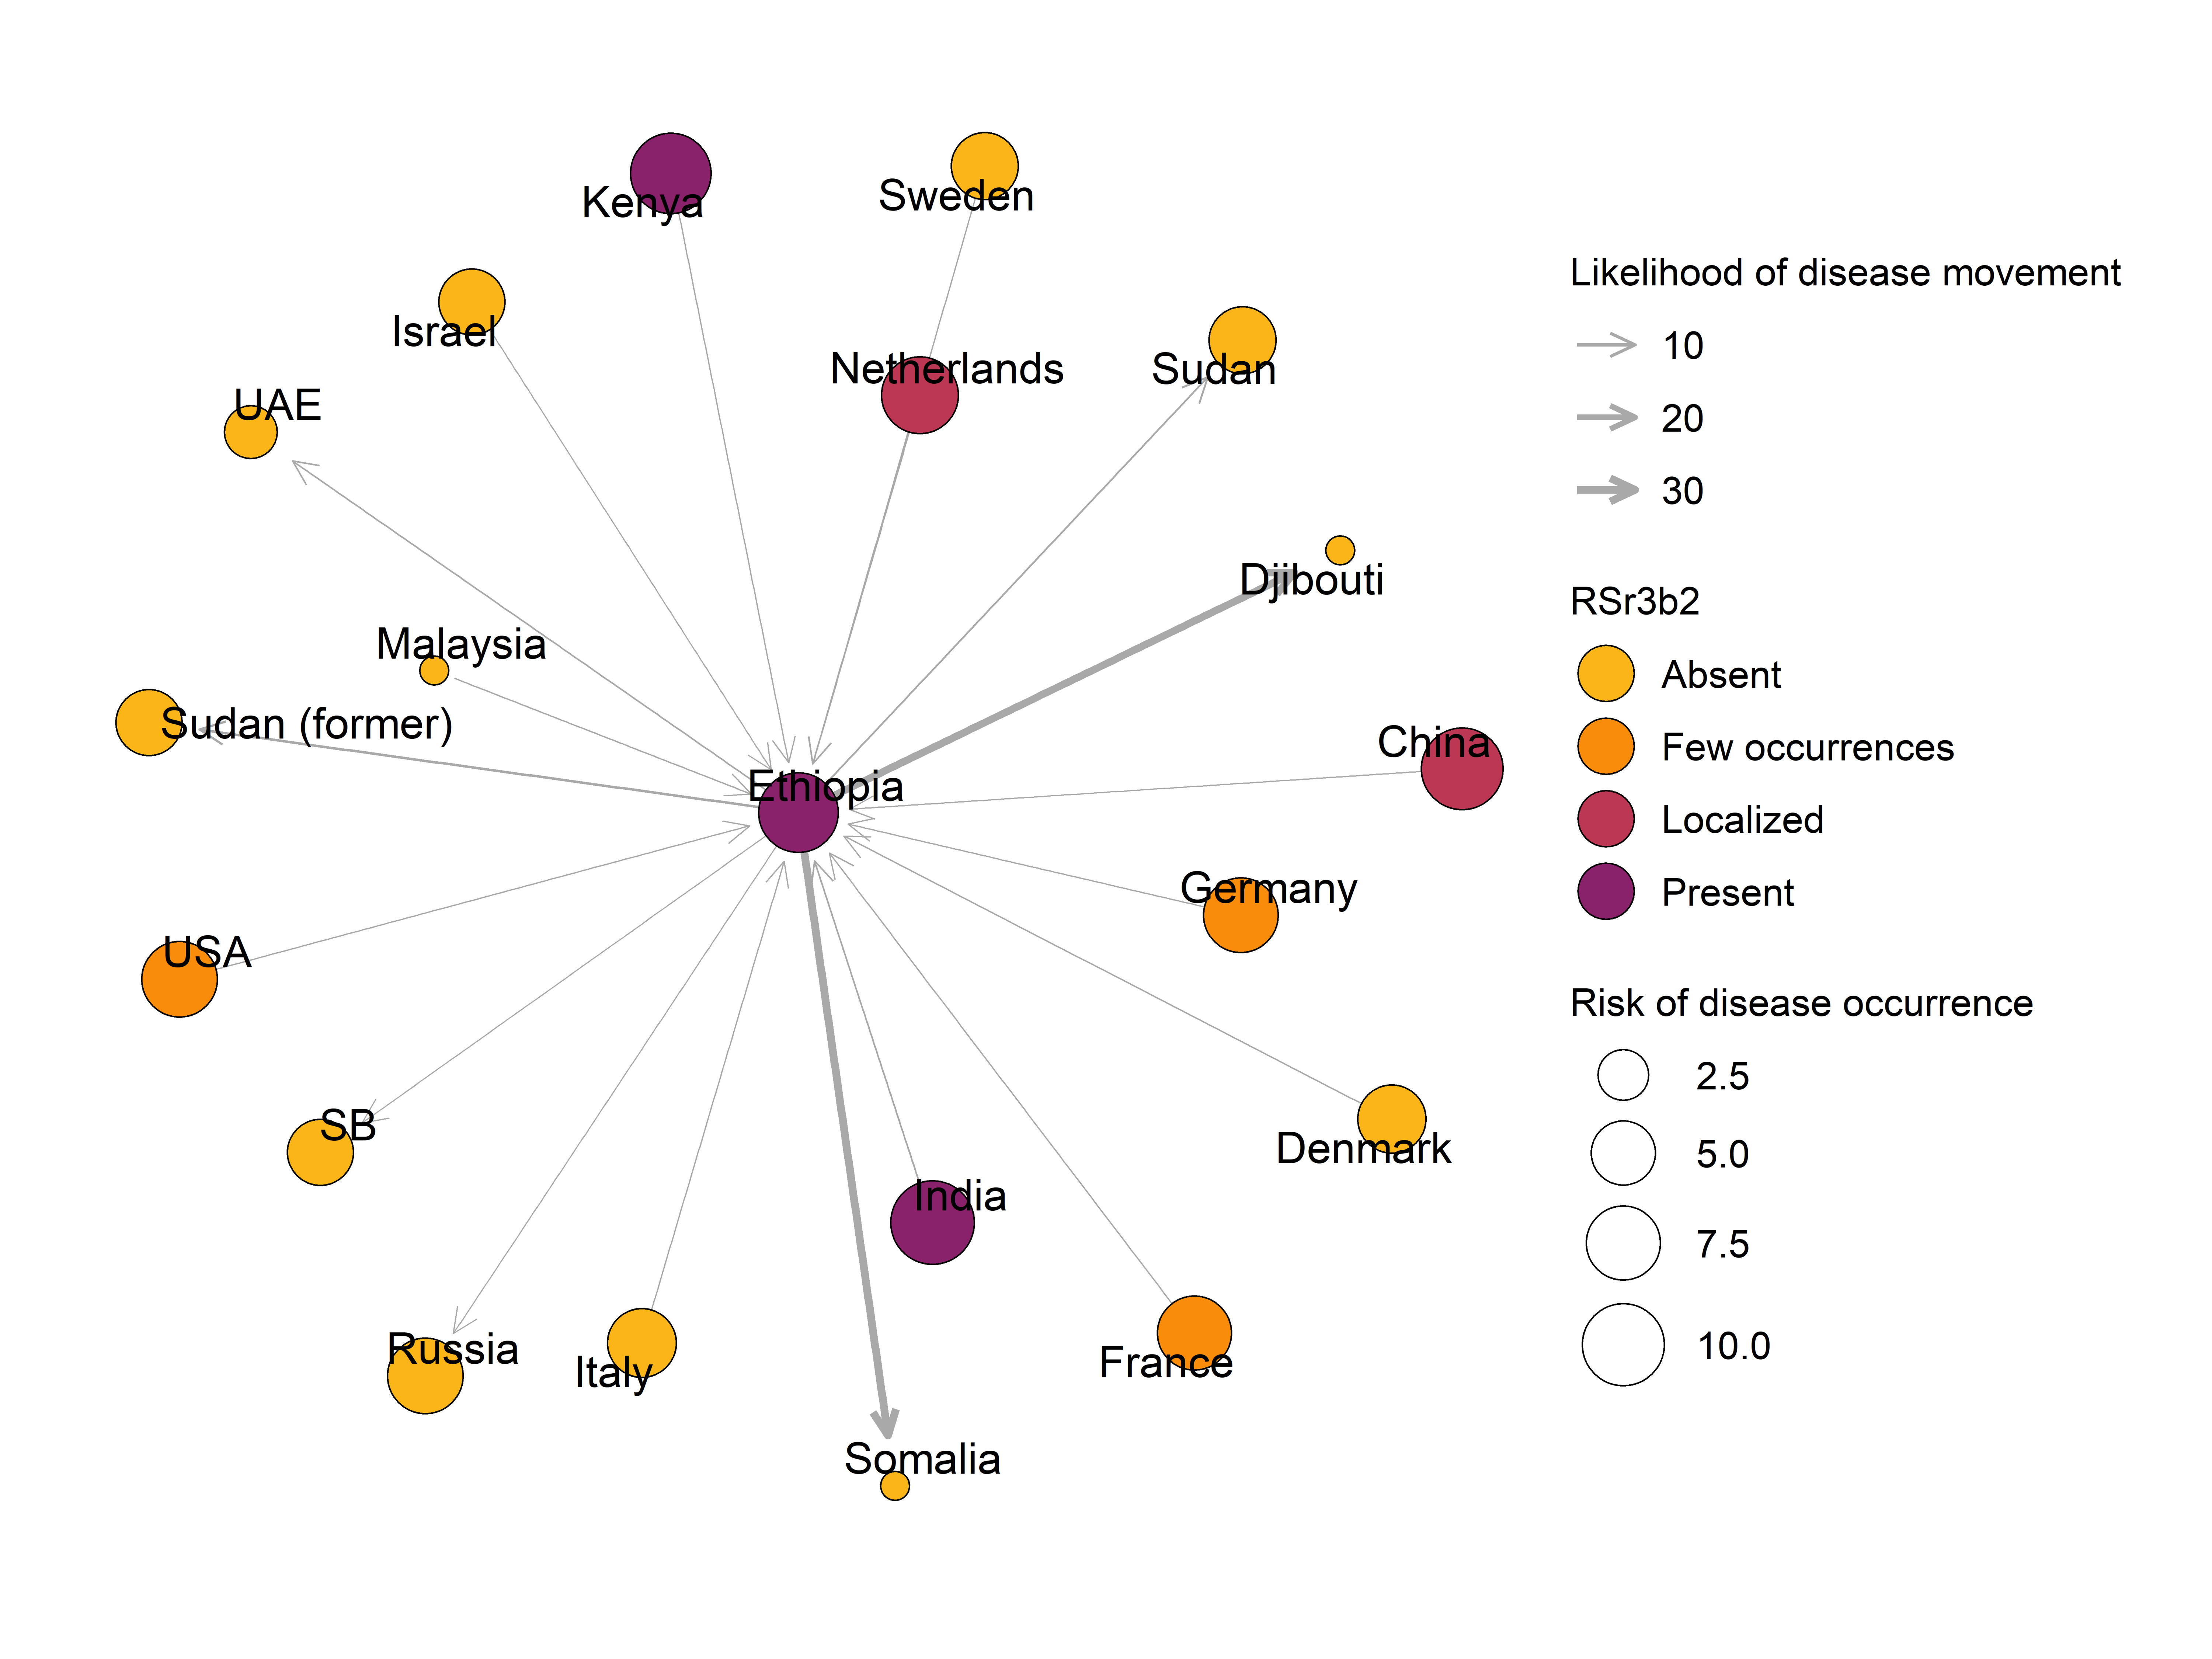 Kenya
Sweden
Israel
Netherlands
Sudan
UAE
Djibouti
Malaysia
Sudan (former)
China
Ethiopia
Germany
USA
SB
Denmark
India
Russia
Italy
France
Somalia
Likelihood of disease movement
10
20
30
RSr3b2
Absent
Few occurrences
Localized
Present
Risk of disease occurrence
2.5
5.0
7.5
10.0